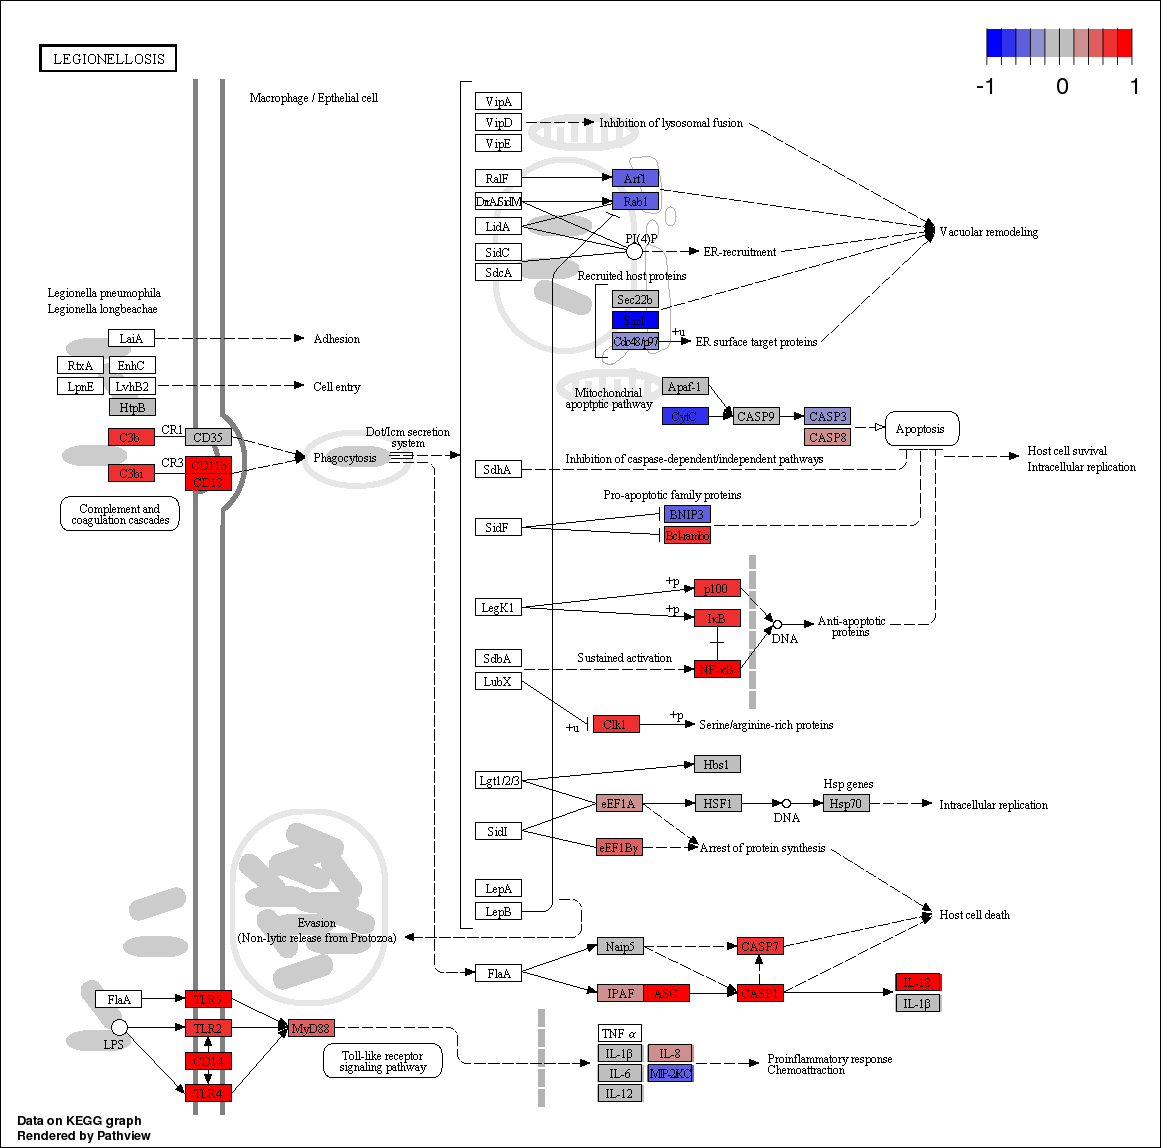 LEGIONELLOSIS
-1
0
1
Macrophage / Epthelial cell
VipA
VipD
VipE
Inhibition of lysosomal fusion
RalF
DrrA/SidM
LidA
SidC
SdcA
Arf1
Rab1
PI(4)P
ER-recruitment
Vacuolar remodeling
Recruited host proteins
Sec22b
Sar1
Cdc48/p97
+u
ER surface target proteins
Legionella pneumophila
Legionella longbeachae
LaiA
Adhesion
RtxA
EnhC
LpnE
LvhB2
Cell entry
HtpB
C3b
CR1
CD35
C3bi
CR3
CD11b
CD18
Phagocytosis
Dot/Icm secretion
system
Complement and
coagulation cascades
Mitochondrial
apoptptic pathway
Apaf-1
CytC
CASP9
CASP3
CASP8
Apoptosis
Host cell suvival
Intracellular replication
SdhA
Inhibition of caspase-dependent/independent pathways
Pro-apoptotic family proteins
SidF
BNIP3
Bcl-rambo
LegK1
+p
p100
+p
IκB
DNA
Anti-apoptotic
proteins
SdbA
Sustained activation
NF-κB
LubX
+u
Clk1
+p
Serine/arginine-rich proteins
Lgt1/2/3
Hbs1
SidI
eEF1A
HSF1
DNA
Hsp genes
Hsp70
Intracellular replication
eEF1By
Arrest of protein synthesis
LepA
LepB
Host cell death
Evasion
(Non-lytic release from Protozoa)
Naip5
CASP7
FlaA
IPAF
ASC
CASP1
IL-18
IL-1β
FlaA
TLR5
LPS
TLR2
MyD88
CD14
TLR4
Toll-like receptor
signaling pathway
TNF α
IL-1β
IL-8
IL-6
MIP-2/KC
IL-12
Proinflammatory response
Chemoattraction
Data on KEGG graph
Rendered by Pathview